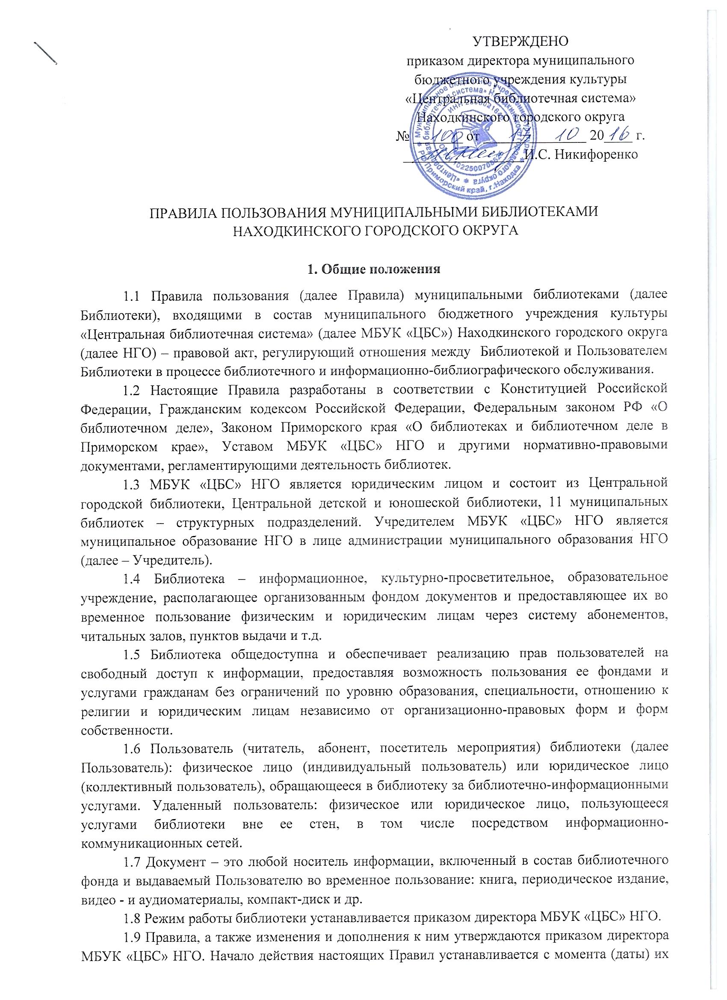 УТВЕРЖДЕНО
приказом директора муниципального
бюджетного учреждения культуры
«Центральная библиотечная система»
Находкинского городского округа
№ 100 от 17 10 2016 г.
И.С. Никифоренко
ПРАВИЛА ПОЛЬЗОВАНИЯ МУНИЦИПАЛЬНЫМИ БИБЛИОТЕКАМИ
НАХОДКИНСКОГО ГОРОДСКОГО ОКРУГА
1. Общие положения
1.1 Правила пользования (далее Правила) муниципальными библиотеками (далее
Библиотеки), входящими в состав муниципального бюджетного учреждения культуры
«Центральная библиотечная система» (далее МБУК «ЦБС») Находкинского городского округа
(далее НГО) – правовой акт, регулирующий отношения между Библиотекой и Пользователем
Библиотеки в процессе библиотечного и информационно-библиографического обслуживания.
1.2 Настоящие Правила разработаны в соответствии с Конституцией Российской
Федерации, Гражданским кодексом Российской Федерации, Федеральным законом РФ «О
библиотечном деле», Законом Приморского края «О библиотеках и библиотечном деле в
Приморском крае», Уставом МБУК «ЦБС» НГО и другими нормативно-правовыми
документами, регламентирующими деятельность библиотек.
1.3 МБУК «ЦБС» НГО является юридическим лицом и состоит из Центральной
городской библиотеки, Центральной детской и юношеской библиотеки, 11 муниципальных
библиотек – структурных подразделений. Учредителем МБУК «ЦБС» НГО является
муниципальное образование НГО в лице администрации муниципального образования НГО
(далее – Учредитель).
1.4 Библиотека – информационное, культурно-просветительное, образовательное
учреждение, располагающее организованным фондом документов и предоставляющее их во
временное пользование физическим и юридическим лицам через систему абонементов,
читальных залов, пунктов выдачи и т.д.
1.5 Библиотека общедоступна и обеспечивает реализацию прав пользователей на
свободный доступ к информации, предоставляя возможность пользования ее фондами и
услугами гражданам без ограничений по уровню образования, специальности, отношению к
религии и юридическим лицам независимо от организационно-правовых форм и форм
собственности.
1.6 Пользователь (читатель, абонент, посетитель мероприятия) библиотеки (далее
Пользователь): физическое лицо (индивидуальный пользователь) или юридическое лицо
(коллективный пользователь), обращающееся в библиотеку за библиотечно-информационными
услугами. Удаленный пользователь: физическое или юридическое лицо, пользующееся
услугами библиотеки вне ее стен, в том числе посредством информационно-
коммуникационных сетей.
1.7 Документ – это любой носитель информации, включенный в состав библиотечного
фонда и выдаваемый Пользователю во временное пользование: книга, периодическое издание,
видео - и аудиоматериалы, компакт-диск и др.
1.8 Режим работы библиотеки устанавливается приказом директора МБУК «ЦБС» НГО.
1.9 Правила, а также изменения и дополнения к ним утверждаются приказом директора
МБУК «ЦБС» НГО. Начало действия настоящих Правил устанавливается с момента (даты) их